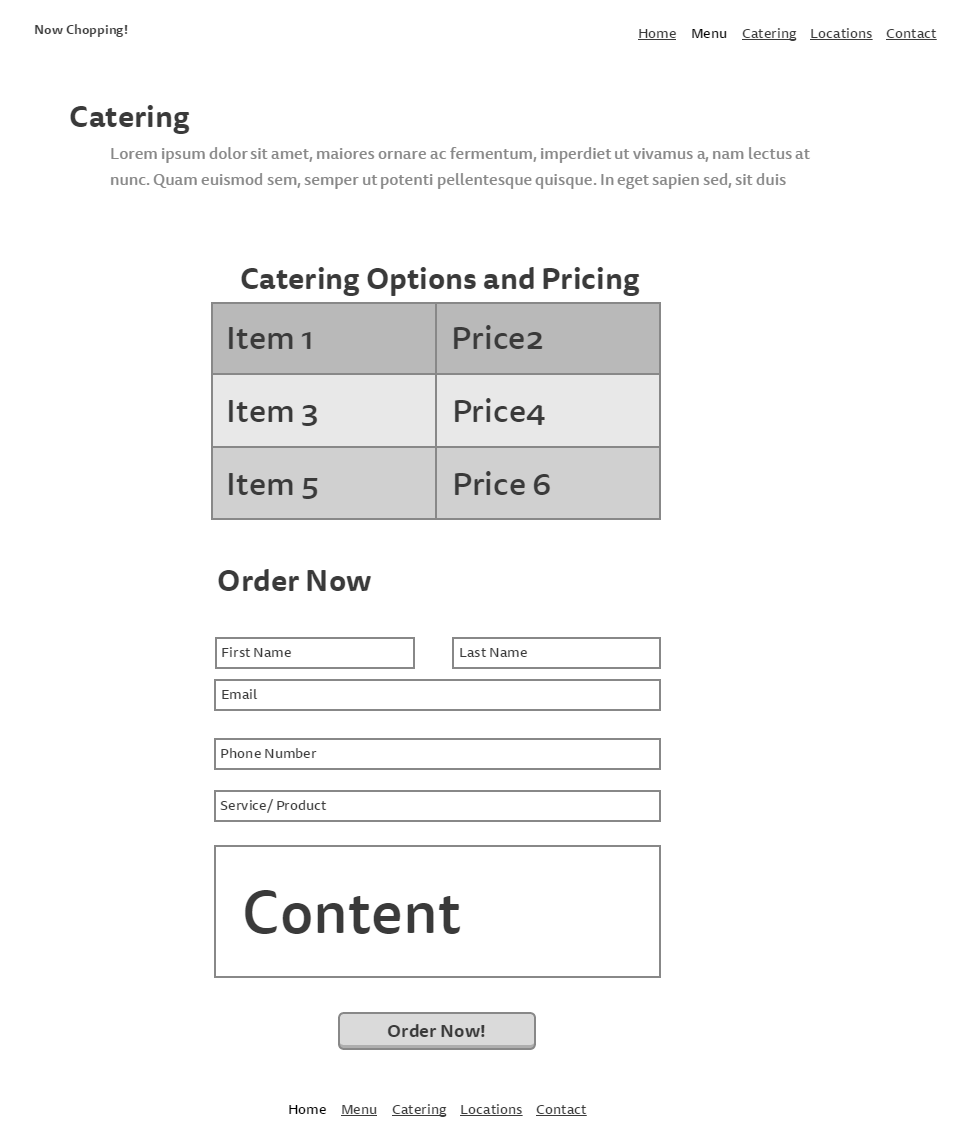 Now Chopping!
Home Menu Catering Locations Contact
Catering
Lorem ipsum dolor sit amet, maiores ornare ac fermentum, imperdiet ut vivamus a, nam lectus at
nunc. Quam euismod sem, semper ut potenti pellentesque quisque. In eget sapien sed, sit duis
Catering Options and Pricing
Item 1 Price2
Item 3 Price4
Item 5 Price 6
Order Now
First Name Last Name
Email
Phone Number
Service/ Product
Content
Order Now!
Home Menu Catering Locations Contact